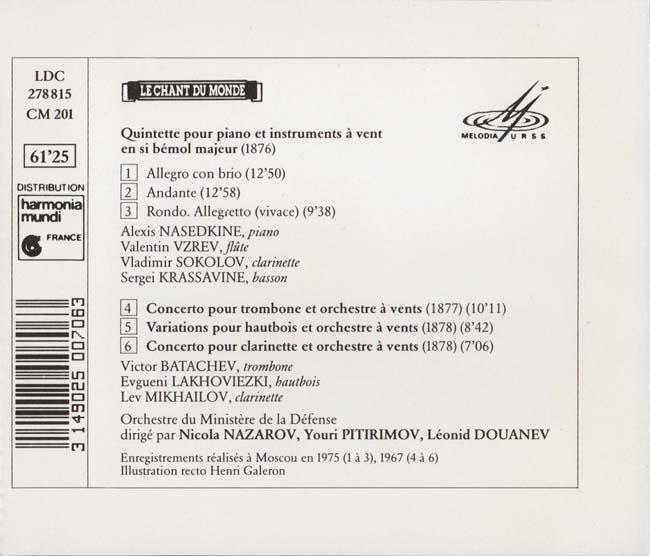 LDC
278815
CM 201
61'25
DISTRIBUTION
harmonia
mundi
FRANCE
3 149025 070363
LE CHANT DU MONDE
MELODIA U R S S
Quintette pour piano et instruments à vent
en si bémol majeur (1876)
1 Allegro con brio (12'50)
2 Andante (12'58)
3 Rondo. Allegretto (vivace) (9'38)
Alexis NASEDKINE, piano
Valentin VZREV, flûte
Vladimir SOKOLOV, clarinette
Sergei KRASSAVINE, basson
4 Concerto pour trombone et orchestre à vents (1877) (10'11)
5 Variations pour hautbois et orchestre à vents (1878) (8'42)
6 Concerto pour clarinette et orchestre à vents (1878) (7'06)
Victor BATACHEV, trombone
Evgueni LAKHOVIEZKI, hautbois
Lev MIKHAILOV, clarinette
Orchestre du Ministère de la Défense
dirigé par Nicola NAZAROV, Youri PITIRIMOV, Léonid DOUANEV
Enregistrements réalisés à Moscou en 1975 (1 à 3), 1967 (4 à 6)
Illustration recto Henri Galeron